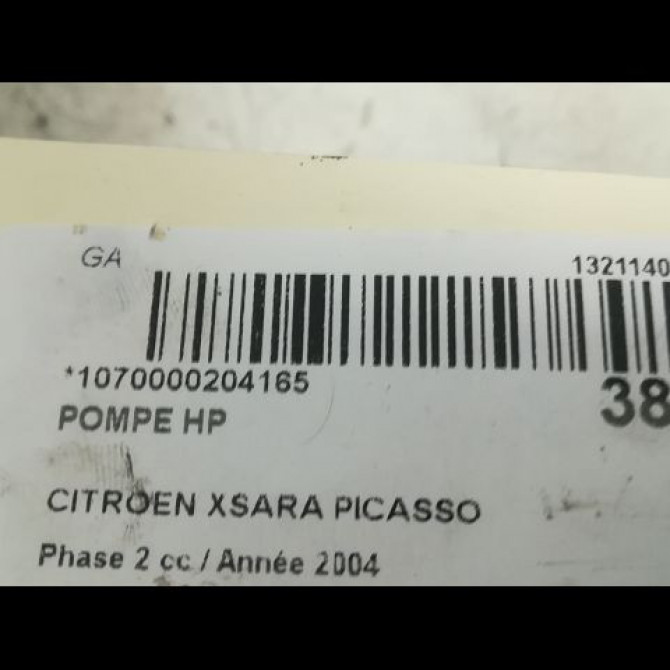 GA 1321140
*1070000204165
38
POMPE HP
CITROEN XSARA PICASSO
Phase 2 cc / Année 2004